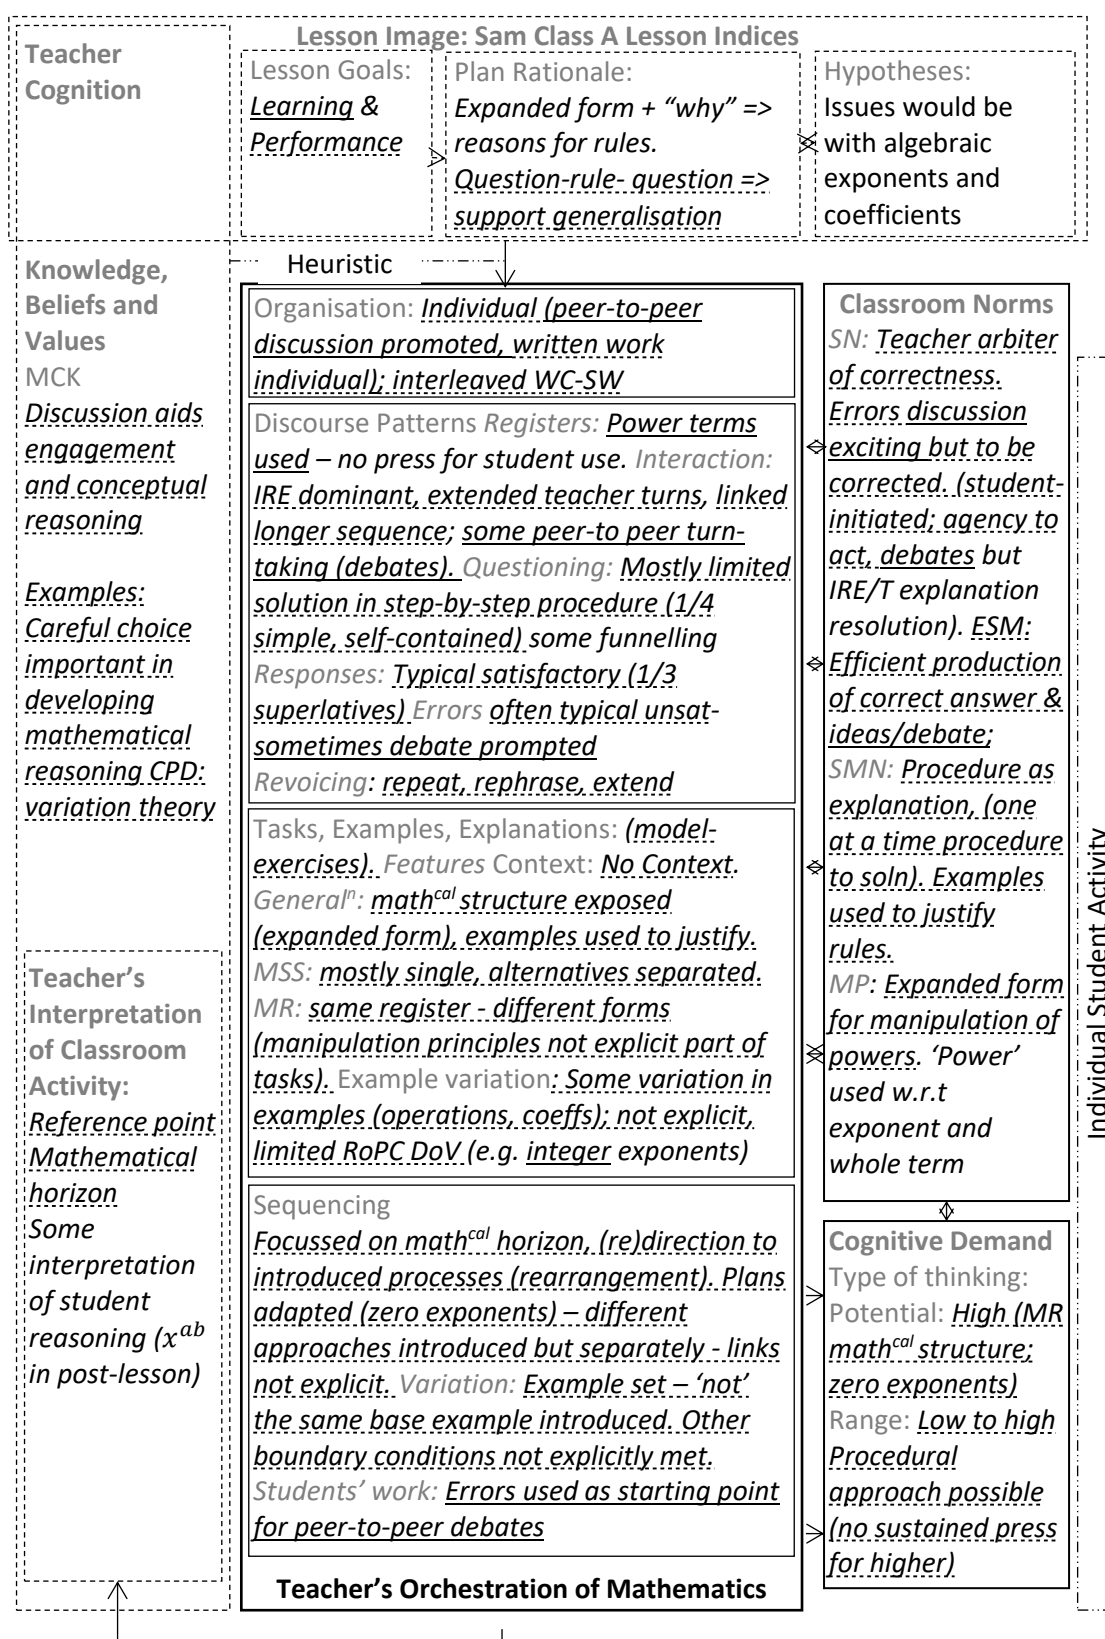 Lesson Image: Sam Class A Lesson Indices
Teacher
Cognition
Lesson Goals:
Learning &
Performance
Plan Rationale:
Expanded form + “why” =>
reasons for rules.
Question-rule- question =>
support generalisation
Hypotheses:
Issues would be
with algebraic
exponents and
coefficients
Heuristic
Knowledge,
Beliefs and
Values
MCK
Discussion aids
engagement
and conceptual
reasoning
Examples:
Careful choice
important in
developing
mathematical
reasoning CPD:
variation theory
Teacher’s
Interpretation
of Classroom
Activity:
Reference point
Mathematical
horizon
Some
interpretation
of student
reasoning (x^{ab}
in post-lesson)
Organisation: Individual (peer-to-peer
discussion promoted, written work
individual); interleaved WC-SW
Discourse Patterns Registers: Power terms
used – no press for student use. Interaction:
IRE dominant, extended teacher turns, linked
longer sequence; some peer-to peer turn-
taking (debates). Questioning: Mostly limited
solution in step-by-step procedure (1/4
simple, self-contained) some funnelling
Responses: Typical satisfactory (1/3
superlatives) Errors often typical unsat-
sometimes debate prompted
Revoicing: repeat, rephrase, extend
Tasks, Examples, Explanations: (model-
exercises). Features Context: No Context.
General^n: math^{cal} structure exposed
(expanded form), examples used to justify.
MSS: mostly single, alternatives separated.
MR: same register - different forms
(manipulation principles not explicit part of
tasks). Example variation: Some variation in
examples (operations, coeffs); not explicit,
limited RoPC DoV (e.g. integer exponents)
Sequencing
Focussed on math^{cal} horizon, (re)direction to
introduced processes (rearrangement). Plans
adapted (zero exponents) – different
approaches introduced but separately - links
not explicit. Variation: Example set – ‘not’
the same base example introduced. Other
boundary conditions not explicitly met.
Students’ work: Errors used as starting point
for peer-to-peer debates
Teacher’s Orchestration of Mathematics
Classroom Norms
SN: Teacher arbiter
of correctness.
Errors discussion
exciting but to be
corrected. (student-
initiated; agency to
act, debates but
IRE/T explanation
resolution). ESM:
Efficient production
of correct answer &
ideas/debate;
SMN: Procedure as
explanation, (one
at a time procedure
to soln). Examples
used to justify
rules.
MP: Expanded form
for manipulation of
powers. ‘Power’
used w.r.t
exponent and
whole term
Cognitive Demand
Type of thinking:
Potential: High (MR
math^{cal} structure;
zero exponents)
Range: Low to high
Procedural
approach possible
(no sustained press
for higher)
Individual Student Activity